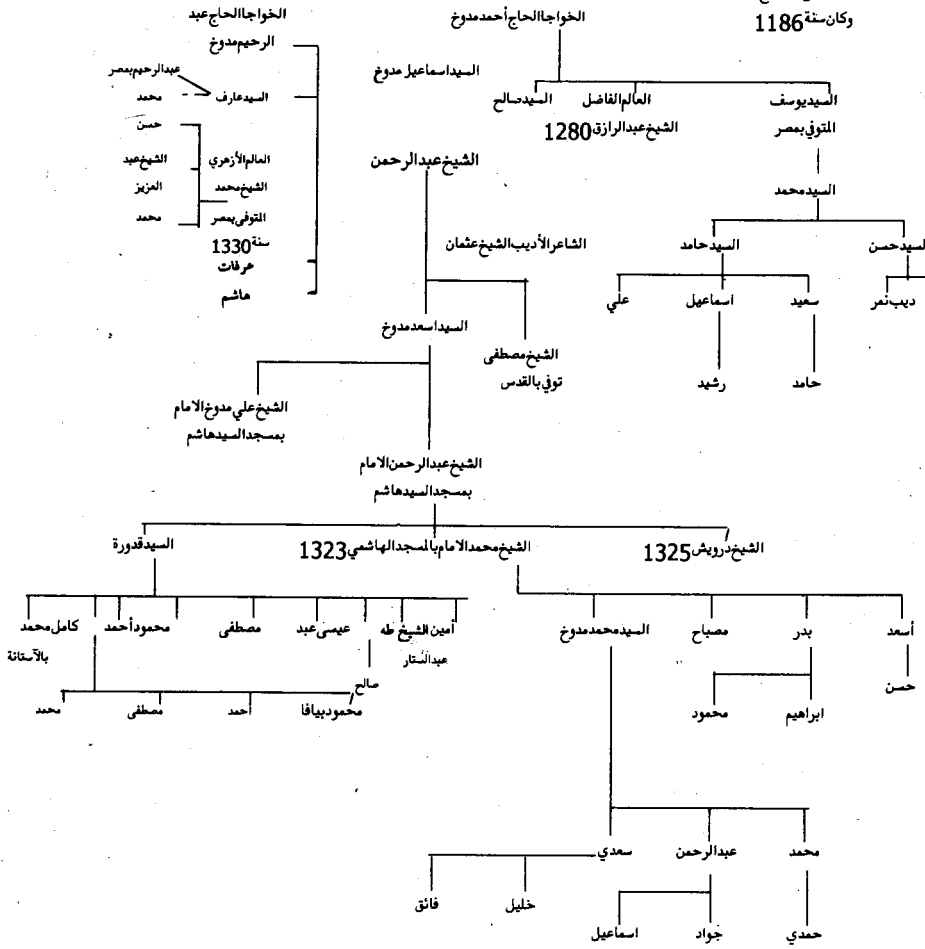 وكان سنة 1186
الخواجا الحاج أحمد مدوخ
الخواجا الحاج عبد
الرحيم مدوخ
السيد اسماعيل مدوخ
عبدالرحيم بمصر
السيد عارف
محمد
حسن
السيد يوسف
المتوفي بمصر
العالم الفاضل
الشيخ عبدالرازق 1280
السيد صالح
الشيخ عبدالرحمن
العالم الأزهري
الشيخ محمد
المتوفى بمصر
سنة 1330
الشيخ عبد
العزيز
محمد
عرفات
هاشم
السيد محمد
السيد حسن
السيد حامد
الشاعر الأديب الشيخ عثمان
ديب نمر
سعيد
اسماعيل
علي
السيد اسعد مدوخ
الشيخ مصطفى
توفي بالقدس
حامد
رشيد
الشيخ علي مدوخ الامام
بمسجد السيد هاشم
الشيخ عبدالرحمن الامام
بمسجد السيد هاشم
الشيخ درويش 1325
الشيخ محمد الامام بالمسجد الهاشمي 1323
السيد قدورة
أسعد
بدر
مصباح
السيد محمد مدوخ
أمين الشيخ طه
عيسى عبد
مصطفى
محمود أحمد
كامل محمد
عبدالستار
بالآستانة
حسن
صالح
ابراهيم
محمود
محمود بيافا
أحمد
مصطفى
محمد
محمد
عبدالرحمن
سعدي
خليل
فائق
حمدي
جواد
اسماعيل